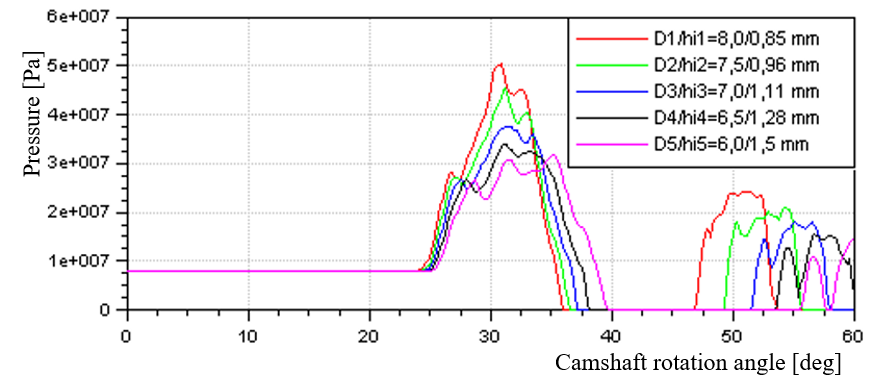 6e+007
5e+007
4e+007
3e+007
2e+007
1e+007
0
Pressure [Pa]
D1/hi1=8,0/0,85 mm
D2/hi2=7,5/0,96 mm
D3/hi3=7,0/1,11 mm
D4/hi4=6,5/1,28 mm
D5/hi5=6,0/1,5 mm
0 10 20 30 40 50 60
Camshaft rotation angle [deg]